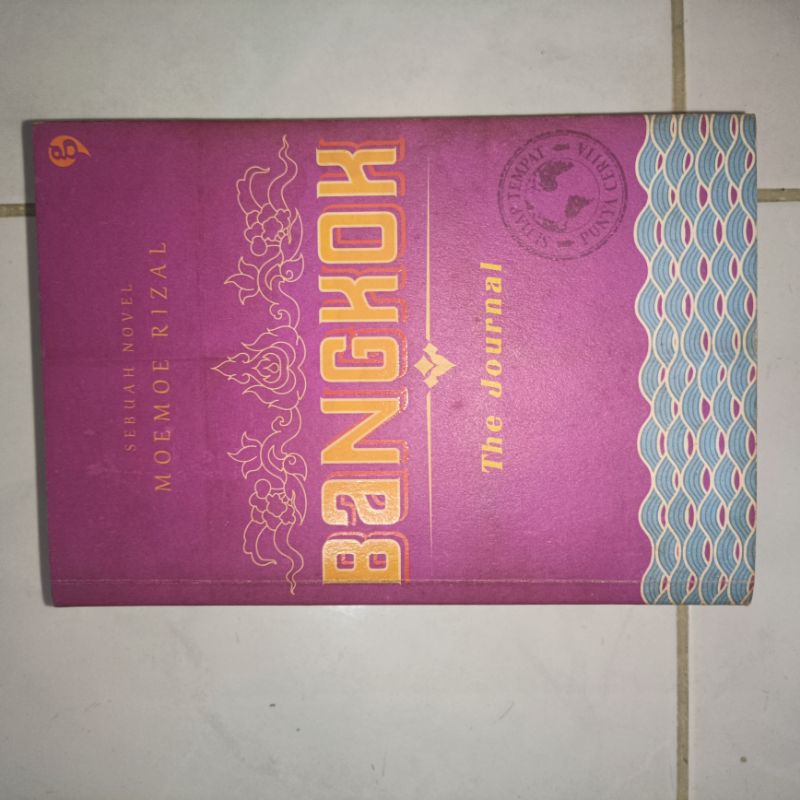 SEBUAH NOVEL
MOEMOE RIZAL
BaNGKOK
The Journal
SETIAP TEMPAT
PUNYA CERITA
g